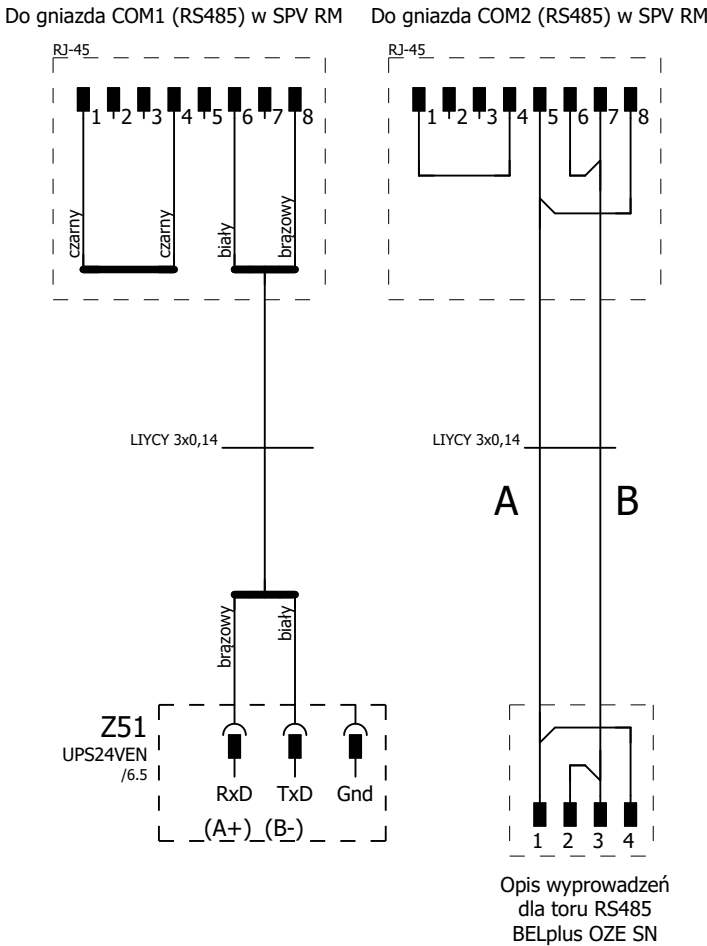 Do gniazda COM1 (RS485) w SPV RM
Do gniazda COM2 (RS485) w SPV RM
RJ-45
1 2 3 4 5 6 7 8
czarny
czarny
biały
brązowy
RJ-45
1 2 3 4 5 6 7 8
LIYCY 3x0,14
LIYCY 3x0,14
A
B
brązowy
biały
Z51
UPS24VEN
/6.5
RxD TxD Gnd
(A+) (B-)
1 2 3 4
Opis wyprowadzeń
dla toru RS485
BELplus OZE SN